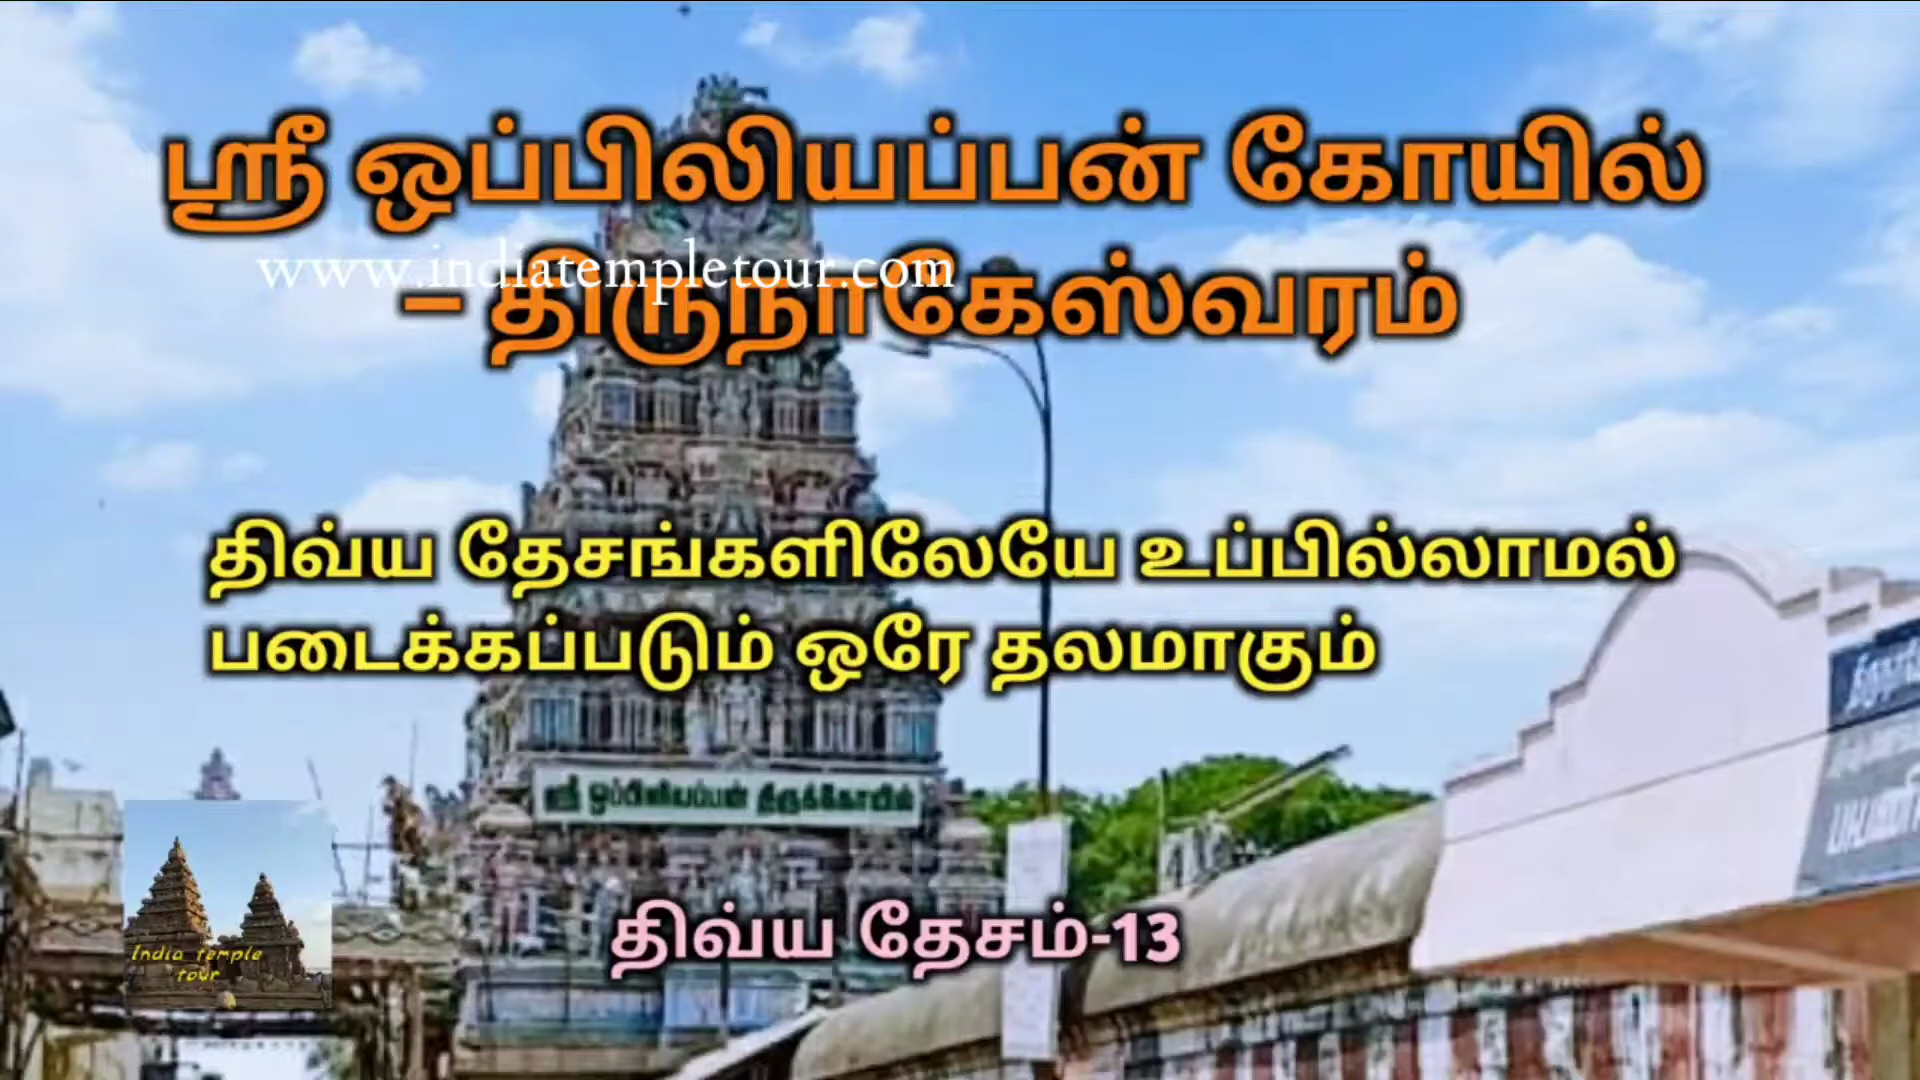 ஸ்ரீ ஒப்பிலியப்பன் கோயில்
www.indiatempletour.com
– திருநாகேஸ்வரம்
திவ்ய தேசங்களிலேயே உப்பில்லாமல்
படைக்கப்படும் ஒரே தலமாகும்
ஸ்ரீ ஒப்பிலியப்பன் திருக்கோயில்
India temple
tour
திவ்ய தேசம்-13